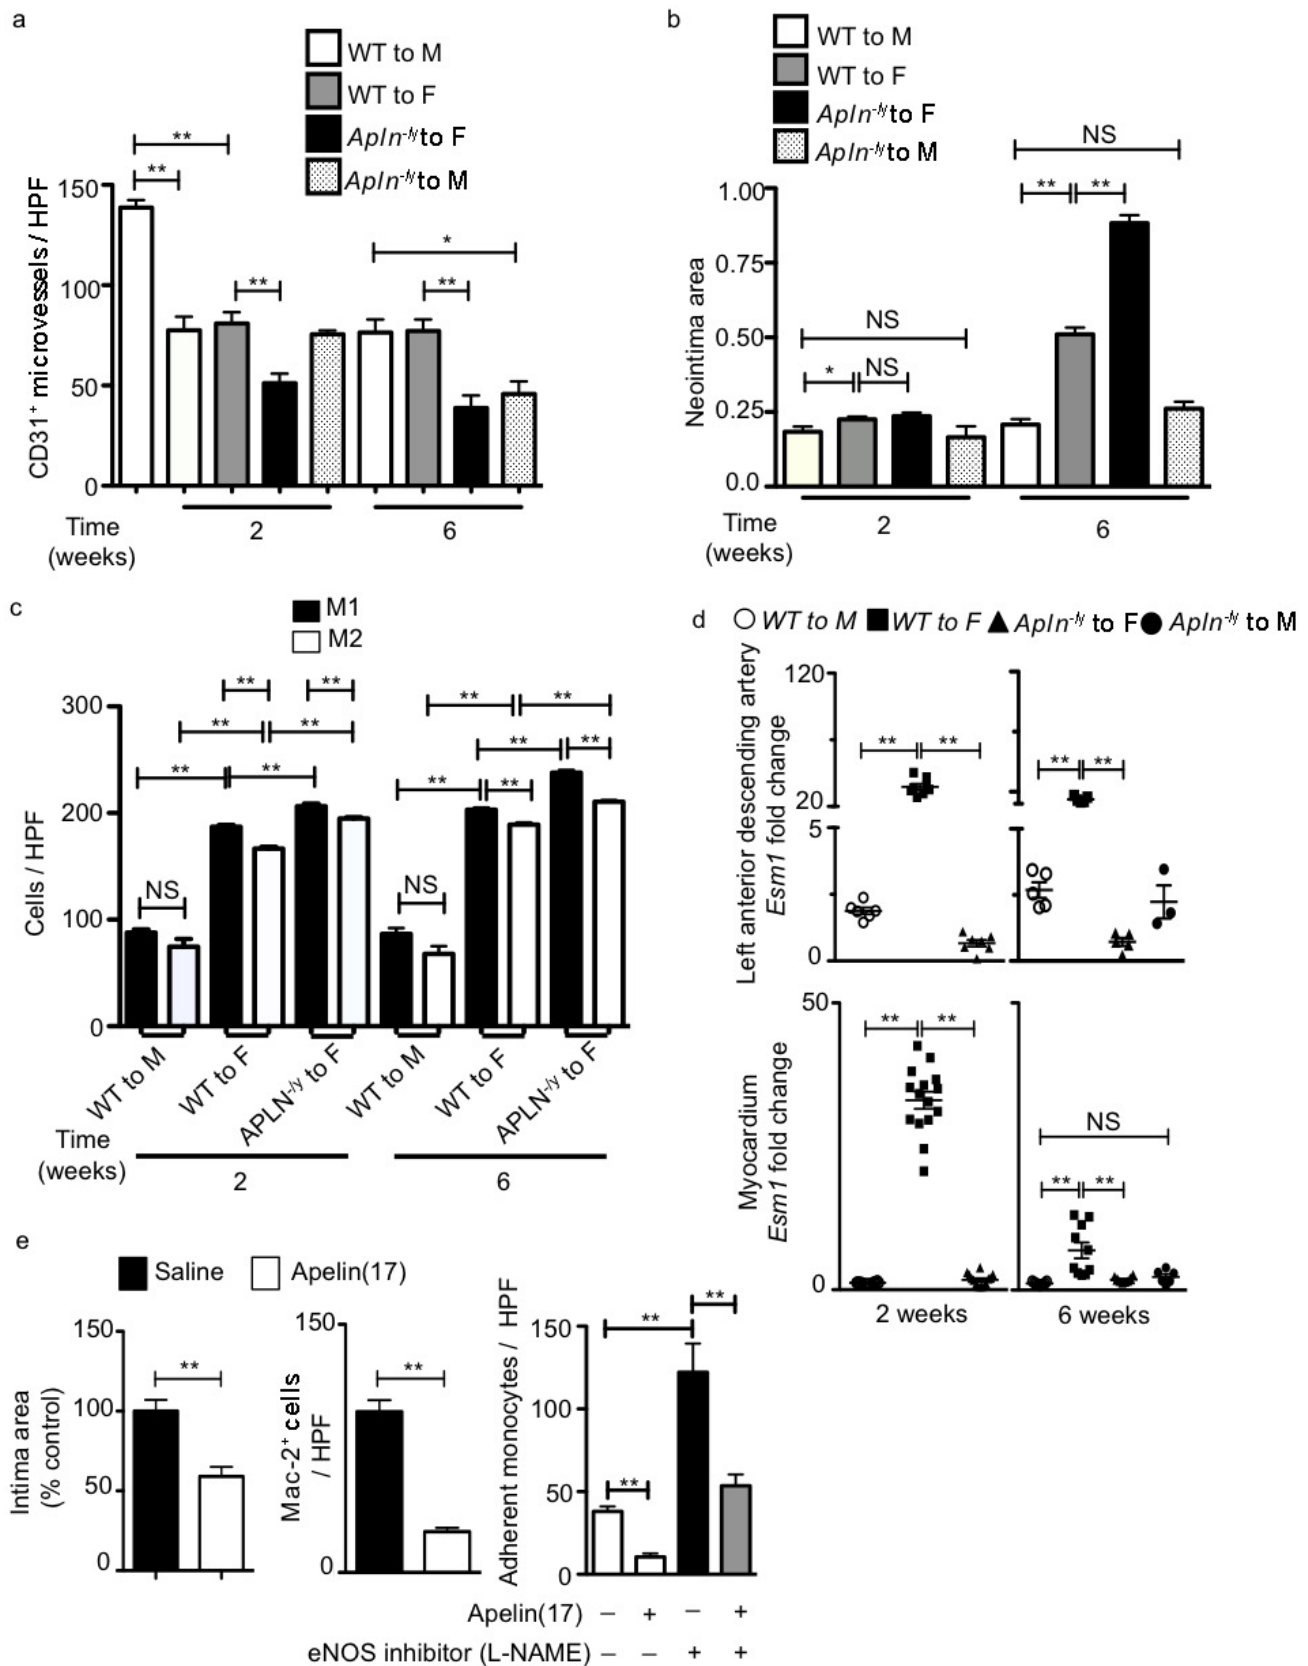 a
WT to M
WT to F
Apln-/y to F
Apln-/y to M
**
**
**
*
**
150
100
50
0
CD31+ microvessels / HPF
Time
(weeks)
2
6
b
WT to M
WT to F
Apln-/y to F
Apln-/y to M
NS
**
**
NS
*
NS
1.00
0.75
0.50
0.25
0.0
Neointima area
Time
(weeks)
2
6
c
M1
M2
**
**
**
**
**
**
**
**
**
**
**
**
**
NS
NS
300
200
100
0
Cells / HPF
WT to M
WT to F
APLN-/y to F
WT to M
WT to F
APLN-/y to F
Time
(weeks)
2
6
d
WT to M
WT to F
Apln-/y to F
Apln-/y to M
Left anterior descending artery
Esm1 fold change
120
20
5
0
**
**
**
**
Myocardium
Esm1 fold change
50
0
**
**
NS
**
**
2 weeks
6 weeks
e
Saline
Apelin(17)
Intima area
(% control)
150
100
50
0
**
Mac-2+ cells
/ HPF
150
0
**
Adherent monocytes / HPF
150
100
50
0
**
**
**
Apelin(17) – + – +
eNOS inhibitor (L-NAME) – – + +